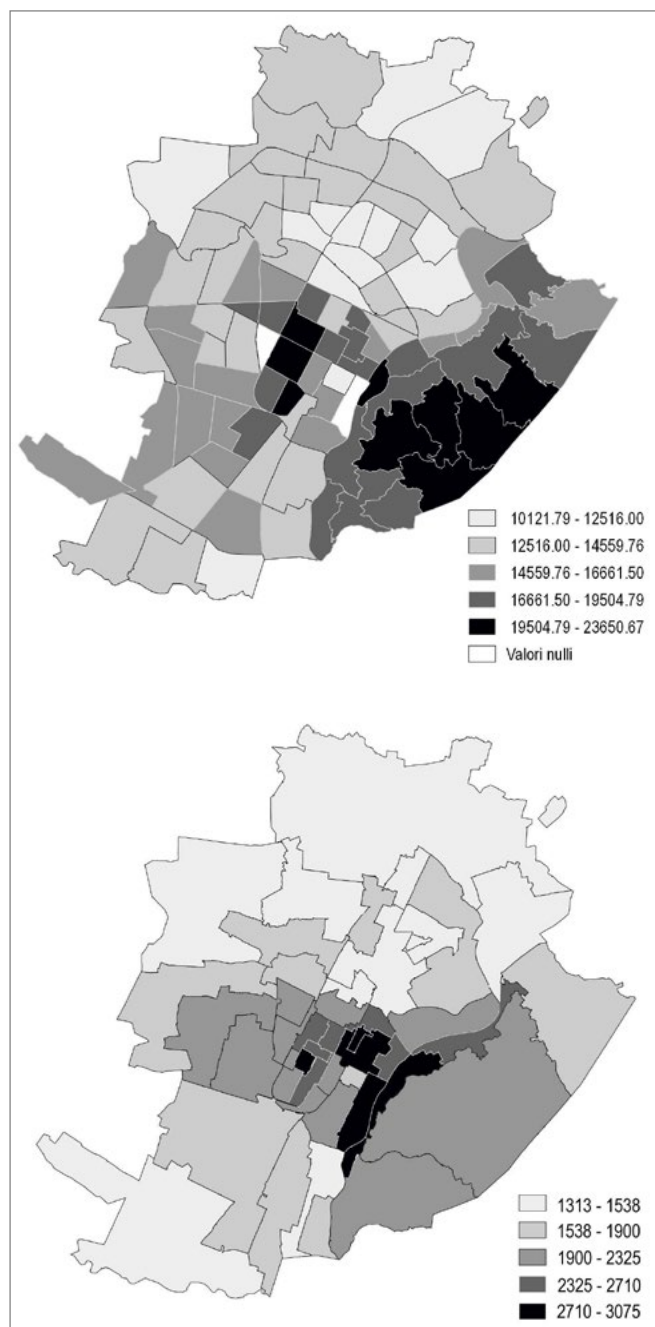 10121.79 - 12516.00
12516.00 - 14559.76
14559.76 - 16661.50
16661.50 - 19504.79
19504.79 - 23650.67
Valori nulli
1313 - 1538
1538 - 1900
1900 - 2325
2325 - 2710
2710 - 3075